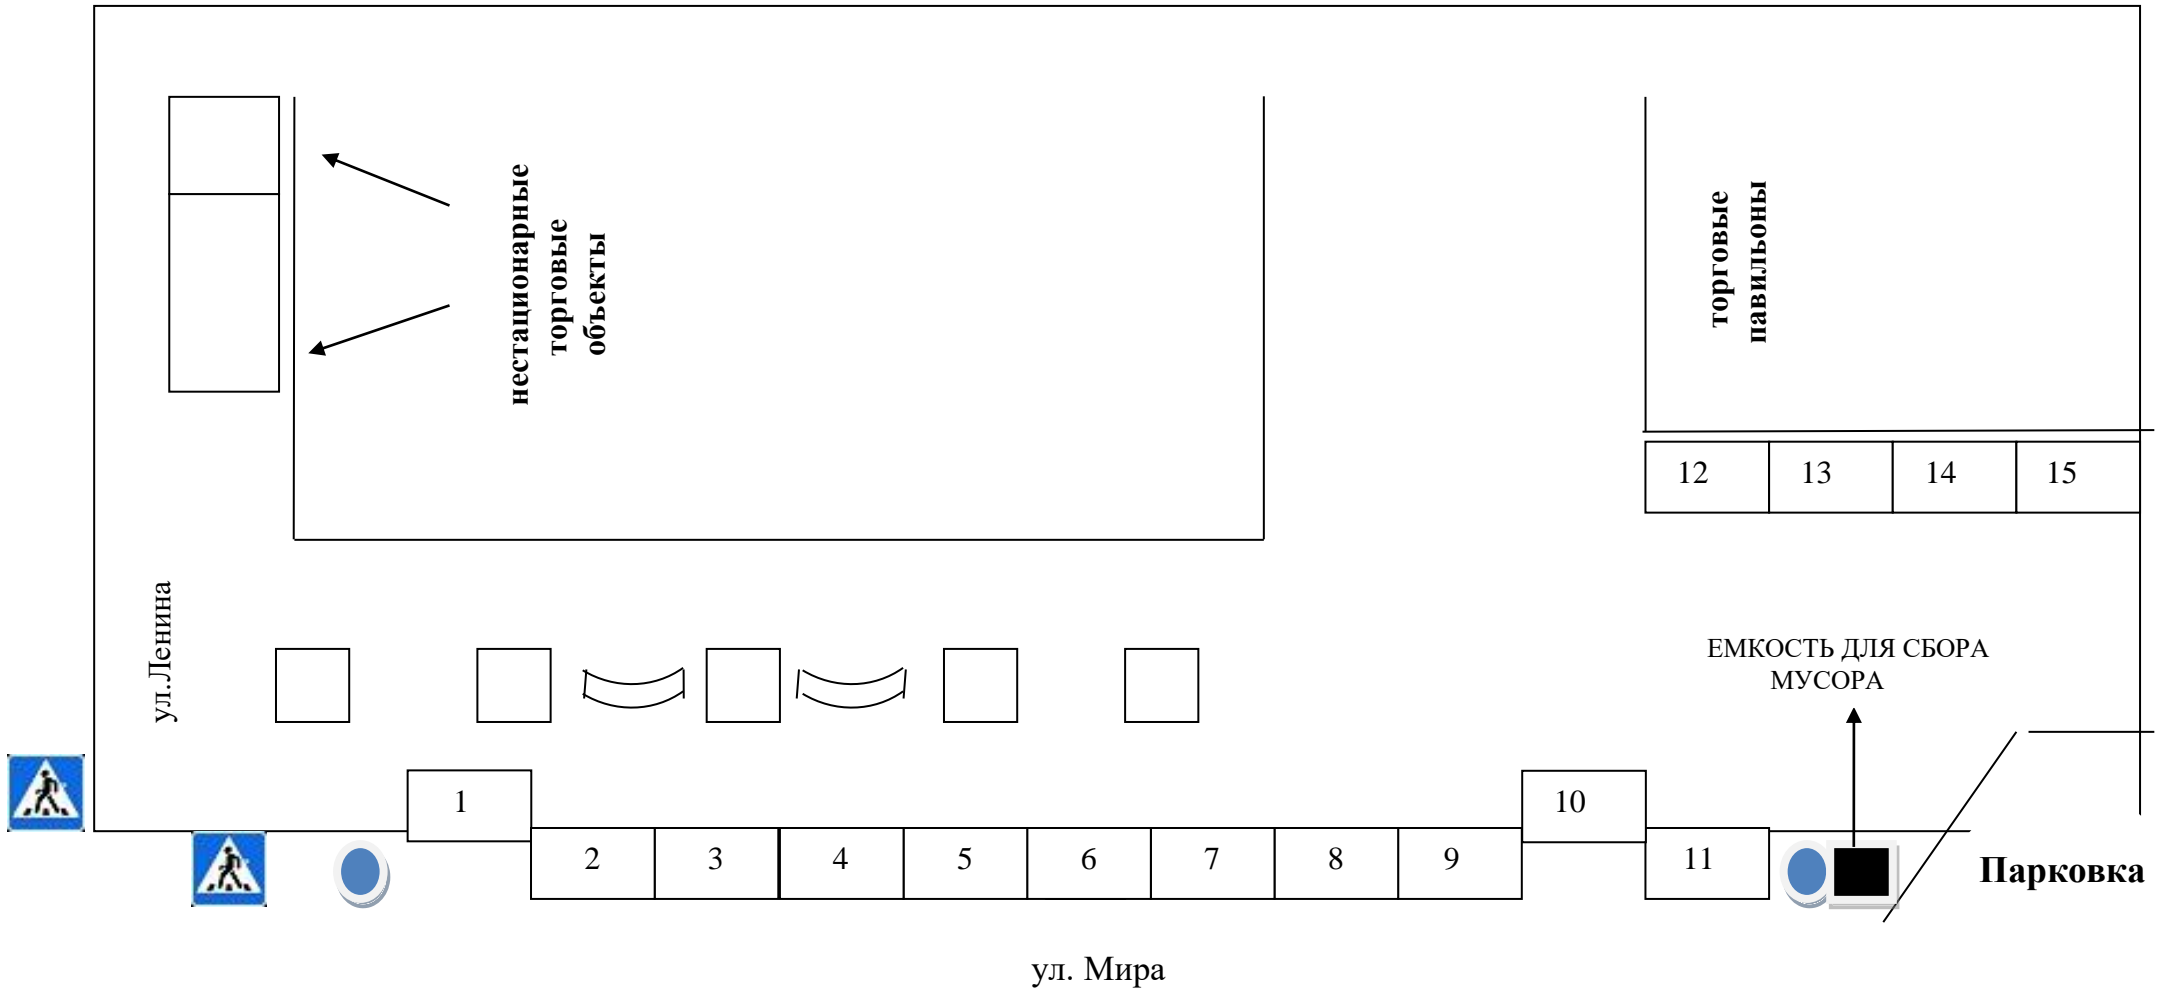 нестационарные
торговые
объекты
торговые
павильоны
12 13 14 15
ул.Ленина
ЕМКОСТЬ ДЛЯ СБОРА
МУСОРА
1 10
2 3 4 5 6 7 8 9 11
Парковка
ул. Мира